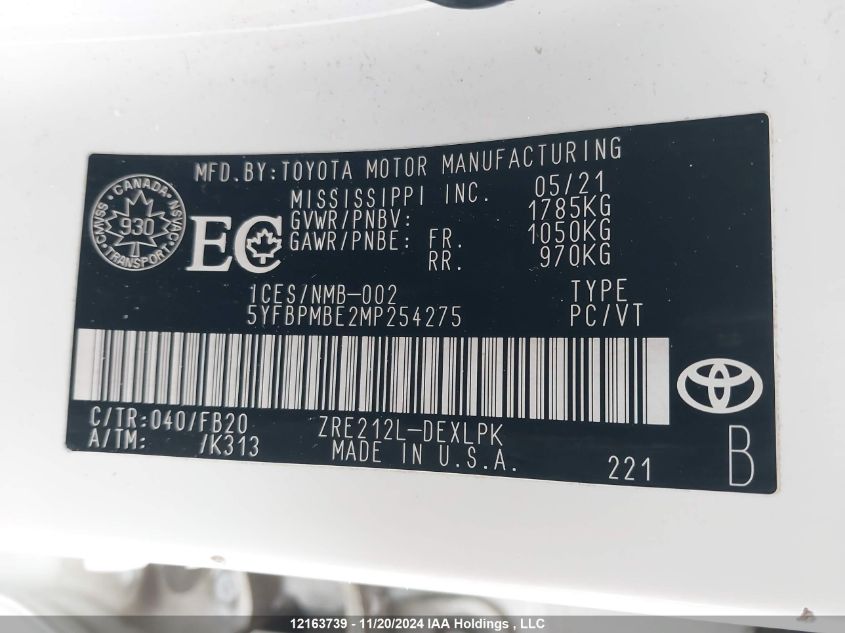 MFD.BY:TOYOTA MOTOR MANUFACTURING
MISSISSIPPI INC. 05/21
GVWR/PNBV: 1785KG
GAWR/PNBE: FR. 1050KG
RR. 970KG
CANADA
CMVSS 930 NSVAC
TRANSPORT
EC
1CES/NMB-002 TYPE
5YFBPMBE2MP254275 PC/VT
C/TR:040/FB20 ZRE212L-DEXLPK
A/TM: /K313 MADE IN U.S.A. 221 B
12163739 - 11/20/2024 IAA Holdings , LLC